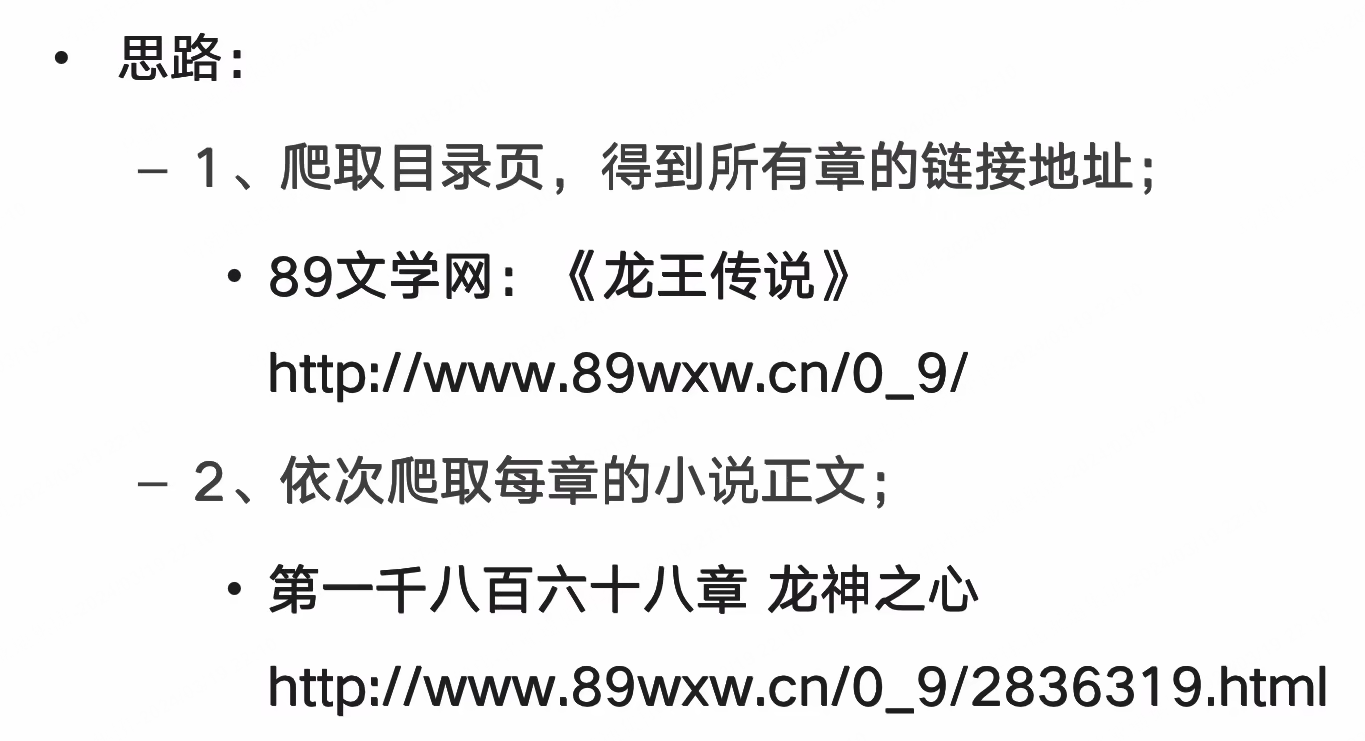 • 思路：
– 1、爬取目录页，得到所有章的链接地址；
• 89文学网：《龙王传说》
http://www.89wxw.cn/0_9/
– 2、依次爬取每章的小说正文；
• 第一千八百六十八章 龙神之心
http://www.89wxw.cn/0_9/2836319.html